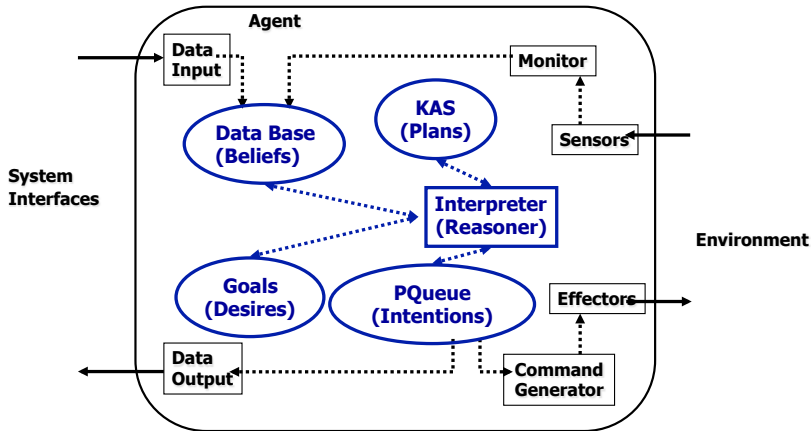 Agent
Data
Input
Monitor
KAS
(Plans)
Data Base
(Beliefs)
Sensors
System
Interfaces
Interpreter
(Reasoner)
Environment
Goals
(Desires)
PQueue
(Intentions)
Effectors
Data
Output
Command
Generator